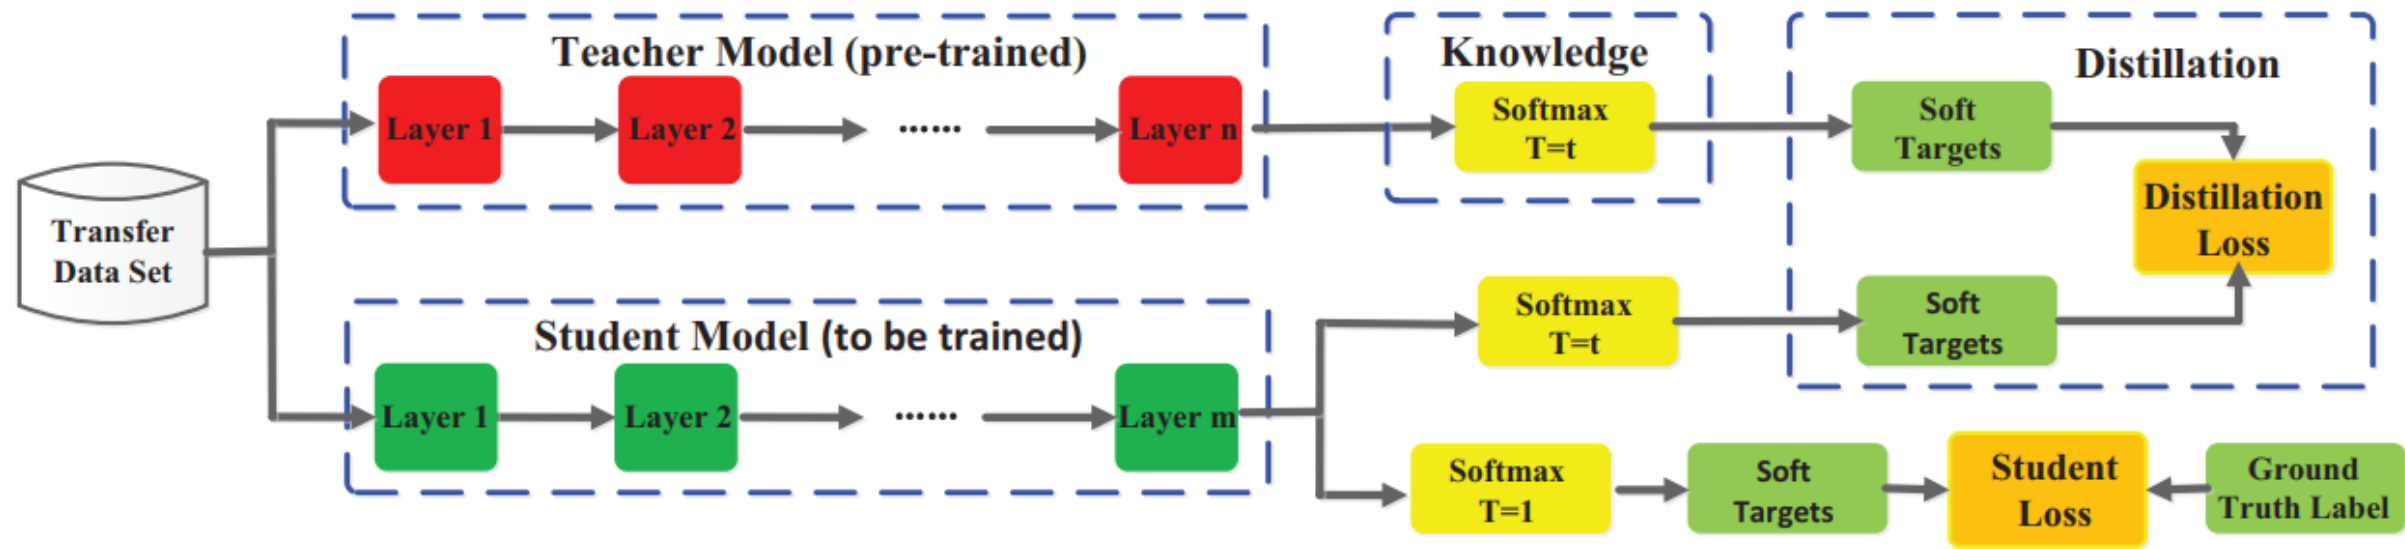 Teacher Model (pre-trained)
Layer 1
Layer 2
......
Layer n
Knowledge
Softmax
T=t
Distillation
Soft
Targets
Distillation
Loss
Transfer
Data Set
Student Model (to be trained)
Layer 1
Layer 2
......
Layer m
Softmax
T=t
Soft
Targets
Softmax
T=1
Soft
Targets
Student
Loss
Ground
Truth Label